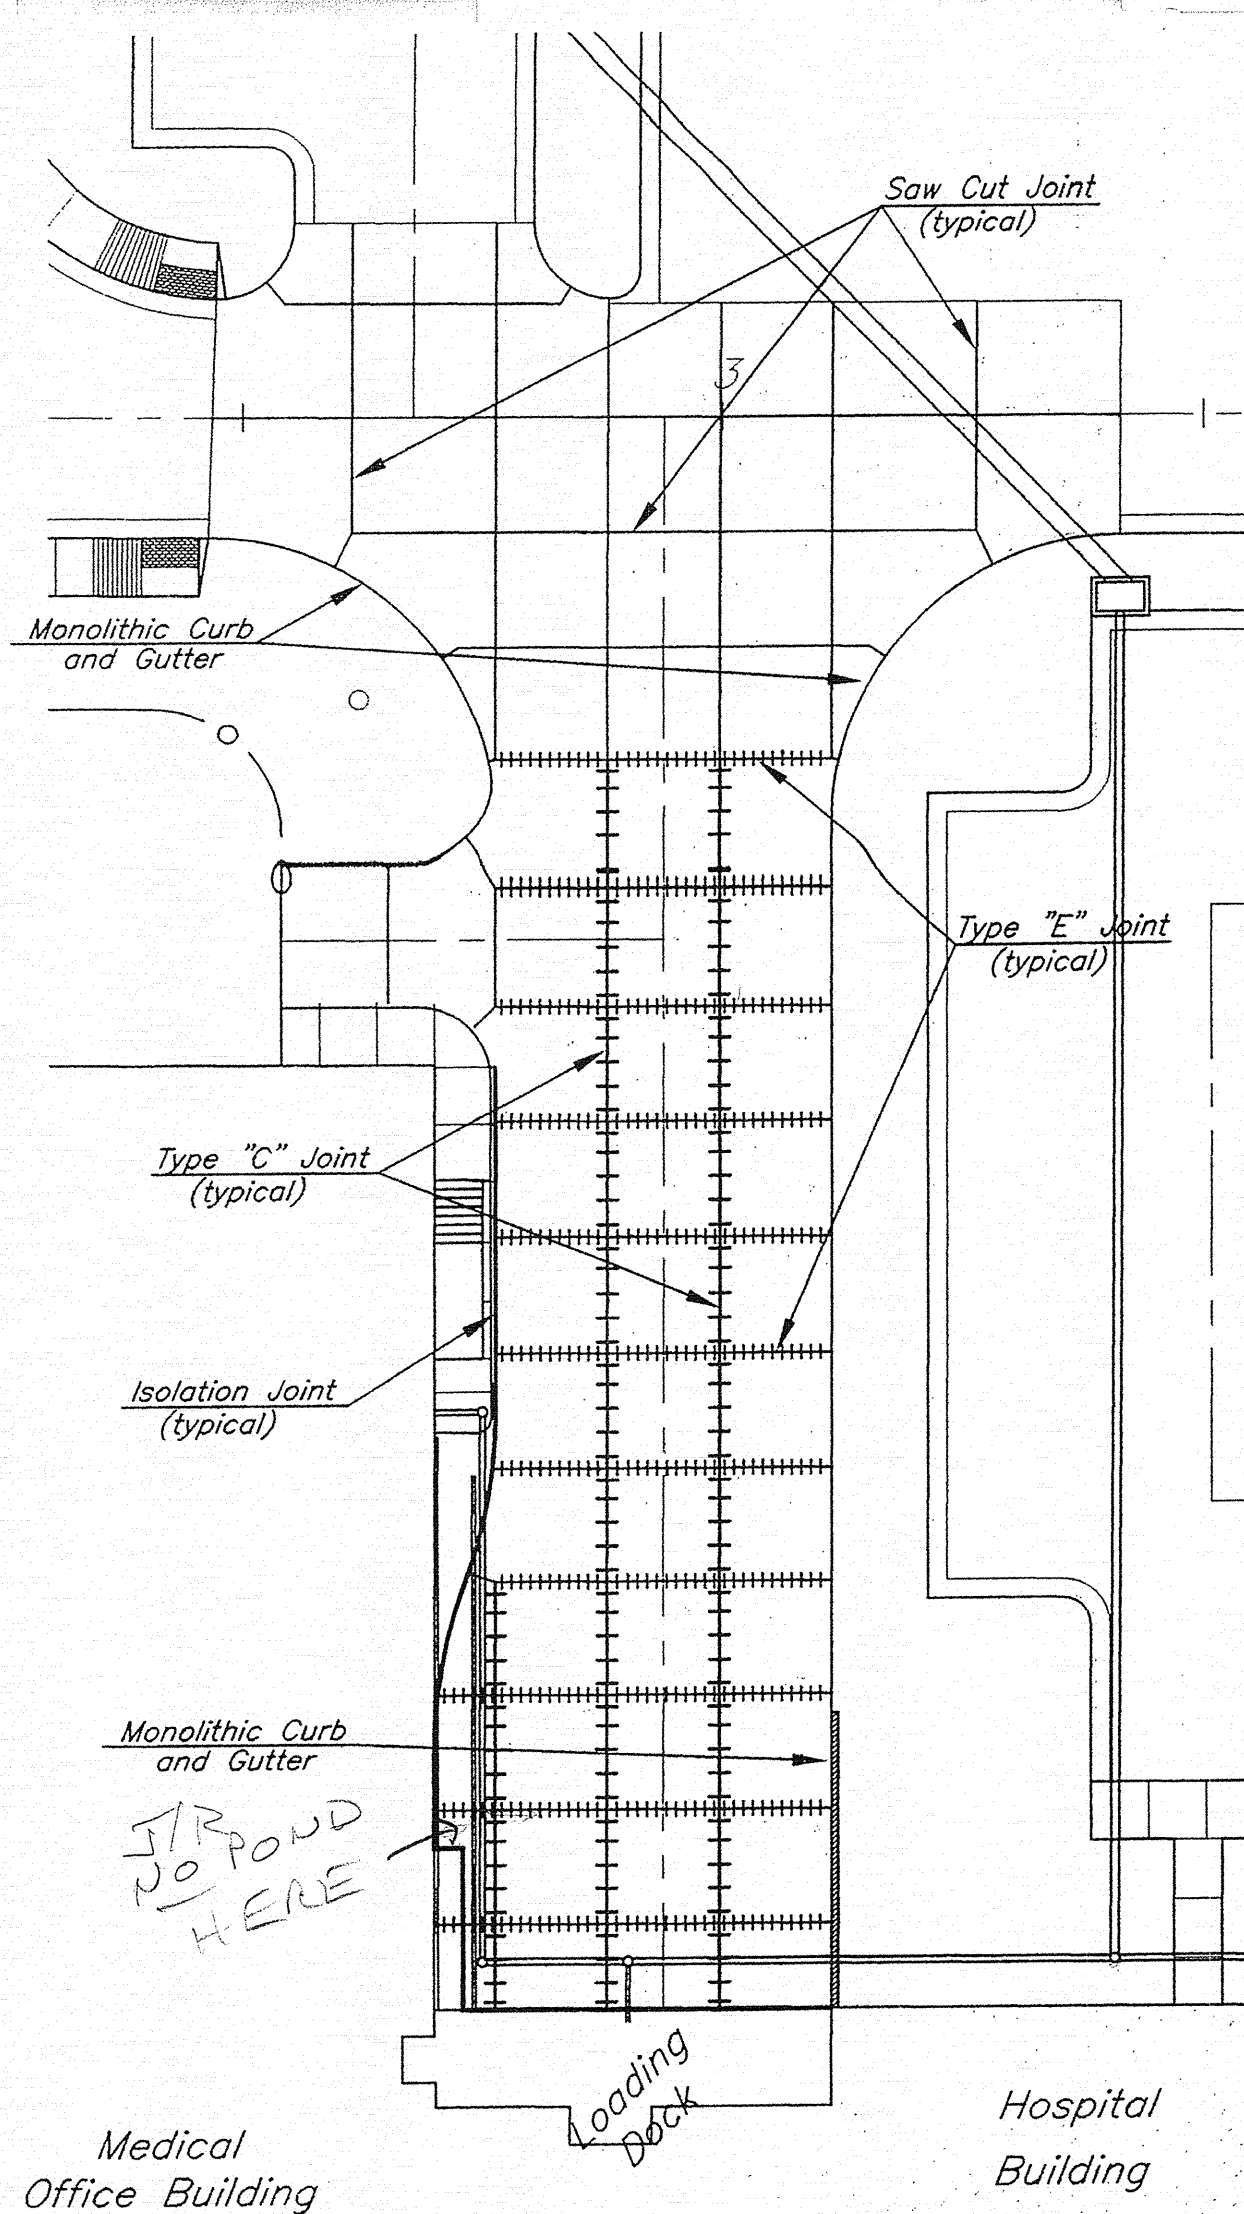 Saw Cut Joint
(typical)
3
Monolithic Curb
and Gutter
Type "E" Joint
(typical)
Type "C" Joint
(typical)
Isolation Joint
(typical)
Monolithic Curb
and Gutter
NO POND
HERE
Loading
Dock
Medical
Office Building
Hospital
Building